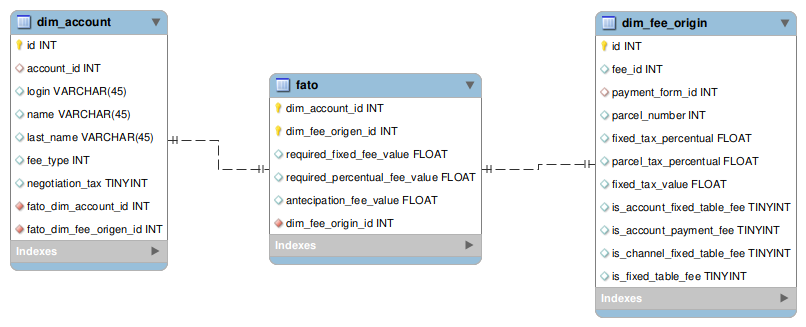 dim_account
id INT
account_id INT
login VARCHAR(45)
name VARCHAR(45)
last_name VARCHAR(45)
fee_type INT
negotiation_tax TINYINT
fato_dim_account_id INT
fato_dim_fee_origen_id INT
Indexes
fato
dim_account_id INT
dim_fee_origen_id INT
required_fixed_fee_value FLOAT
required_percentual_fee_value FLOAT
antecipation_fee_value FLOAT
dim_fee_origin_id INT
Indexes
dim_fee_origin
id INT
fee_id INT
payment_form_id INT
parcel_number INT
fixed_tax_percentual FLOAT
parcel_tax_percentual FLOAT
fixed_tax_value FLOAT
is_account_fixed_table_fee TINYINT
is_account_payment_fee TINYINT
is_channel_fixed_table_fee TINYINT
is_fixed_table_fee TINYINT
Indexes